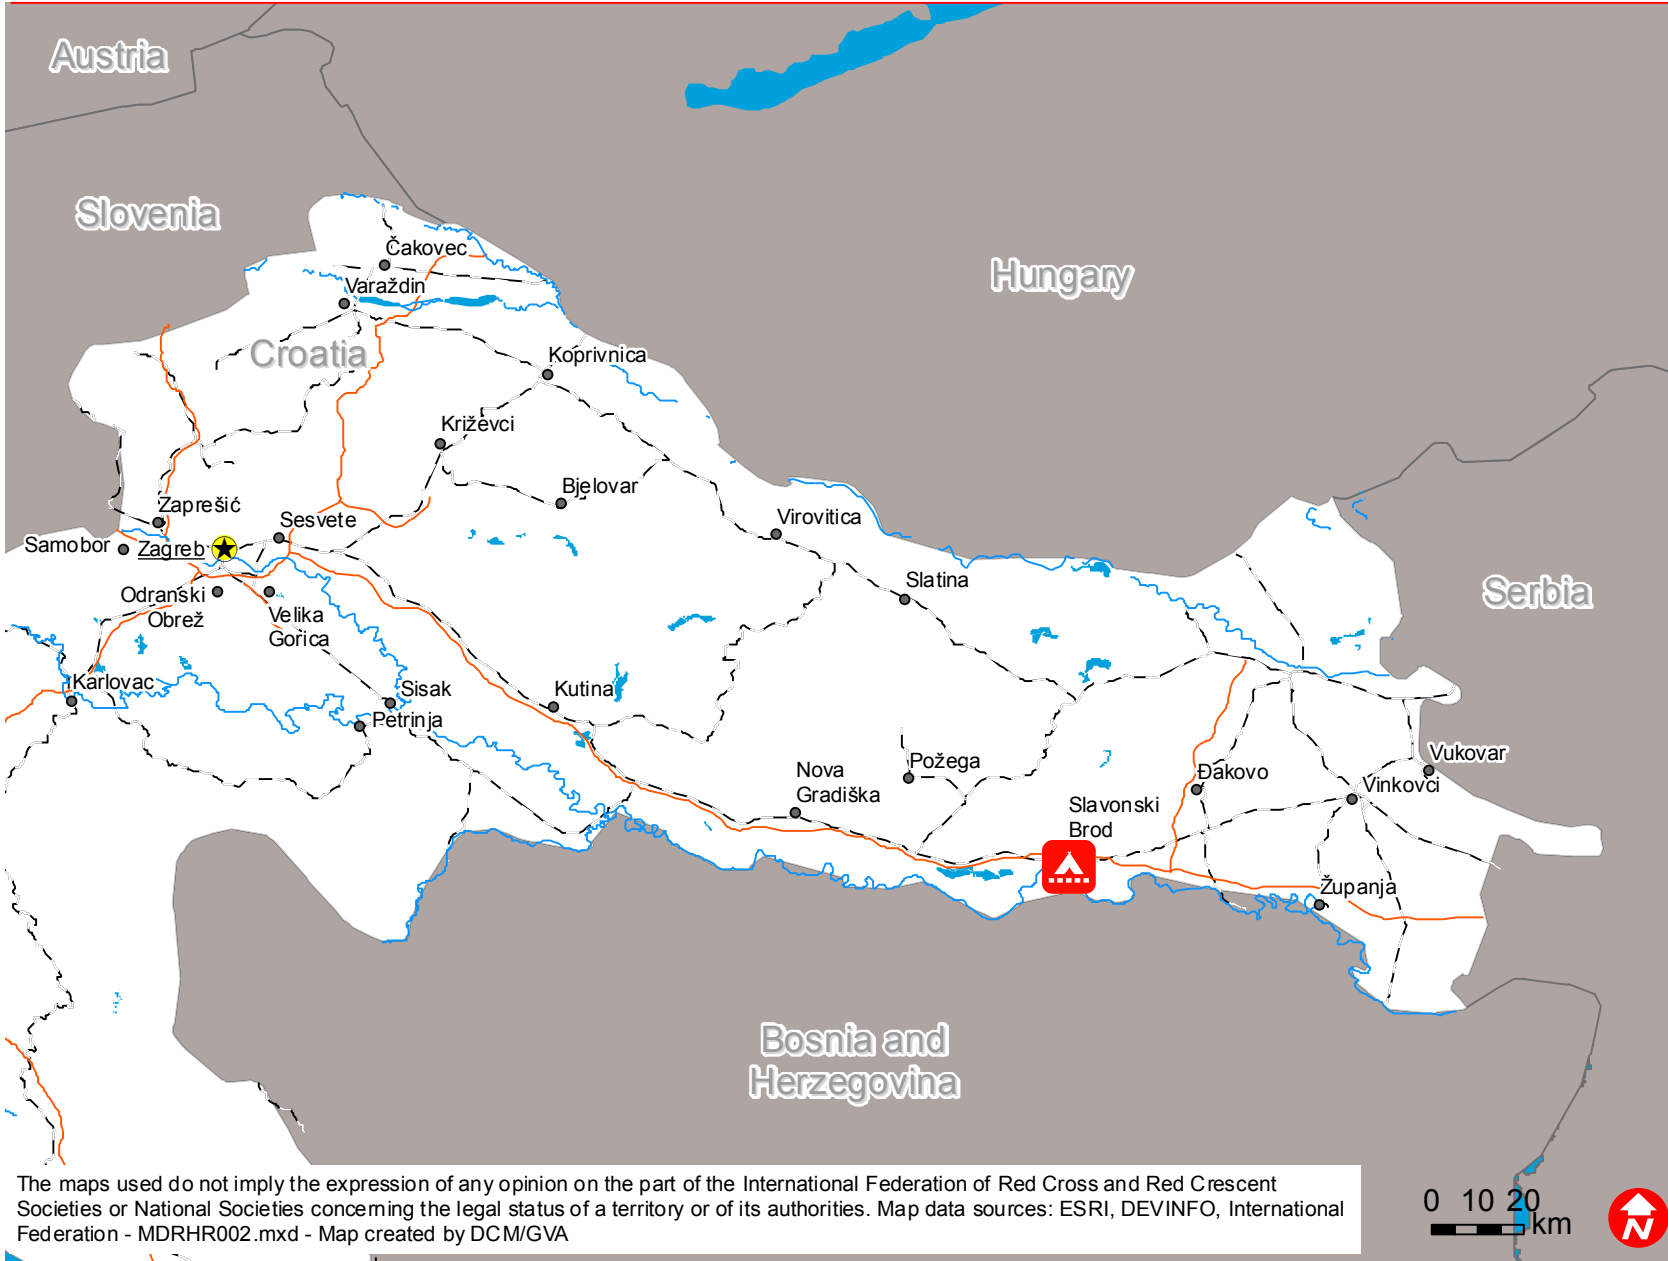 Austria
Slovenia
Čakovec
Varaždin
Hungary
Croatia
Koprivnica
Križevci
Bjelovar
Zaprešić
Sesvete
Virovitica
Samobor
Zagreb
Slatina
Serbia
Odranski
Obrež
Velika
Gorica
Karlovac
Sisak
Kutina
Petrinja
Vukovar
Požega
Nova
Gradiška
Đakovo
Vinkovci
Slavonski
Brod
Županja
Bosnia and
Herzegovina
The maps used do not imply the expression of any opinion on the part of the International Federation of Red Cross and Red Crescent
Societies or National Societies concerning the legal status of a territory or of its authorities. Map data sources: ESRI, DEVINFO, International
Federation - MDRHR002.mxd - Map created by DCM/GVA
0 10 20
km
N